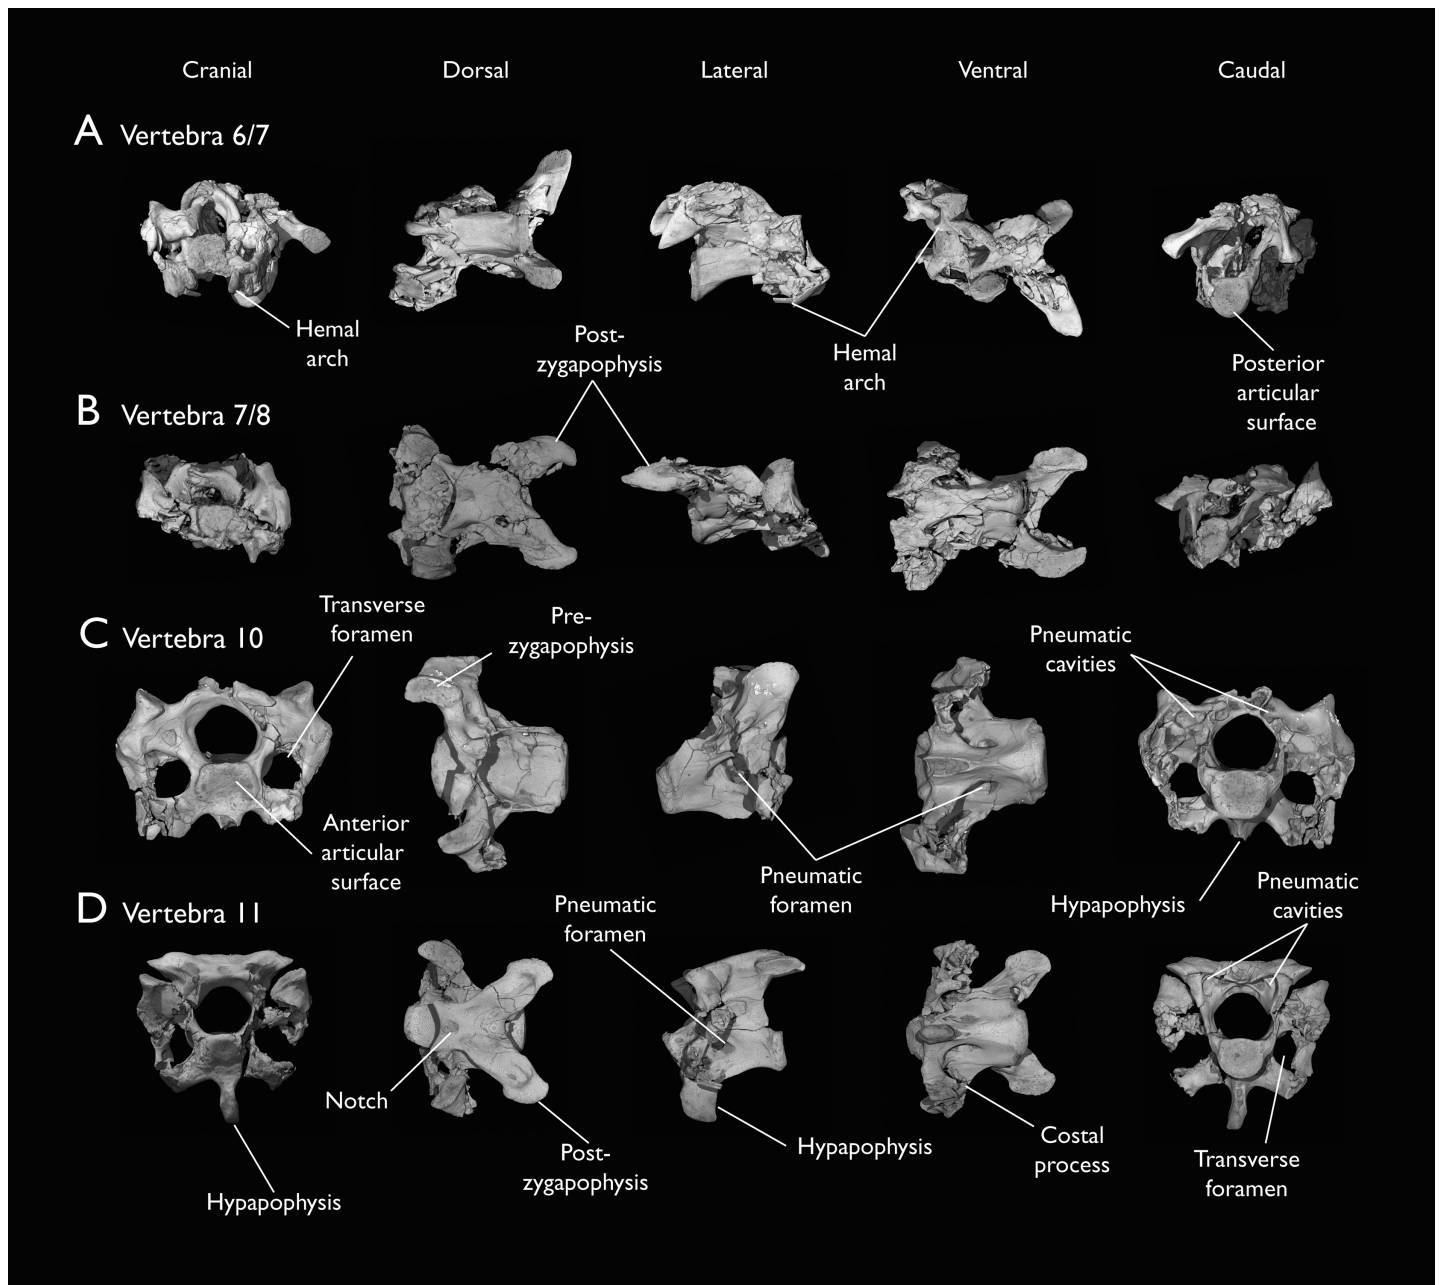 Cranial
Dorsal
Lateral
Ventral
Caudal
A Vertebra 6/7
Hemal
arch
Post-
zygapophysis
Hemal
arch
Posterior
articular
surface
B Vertebra 7/8
Transverse
foramen
Pre-
zygapophysis
Pneumatic
cavities
C Vertebra 10
Anterior
articular
surface
Pneumatic
foramen
Hypapophysis
Pneumatic
cavities
D Vertebra 11
Pneumatic
foramen
Notch
Post-
zygapophysis
Hypapophysis
Costal
process
Transverse
foramen
Hypapophysis